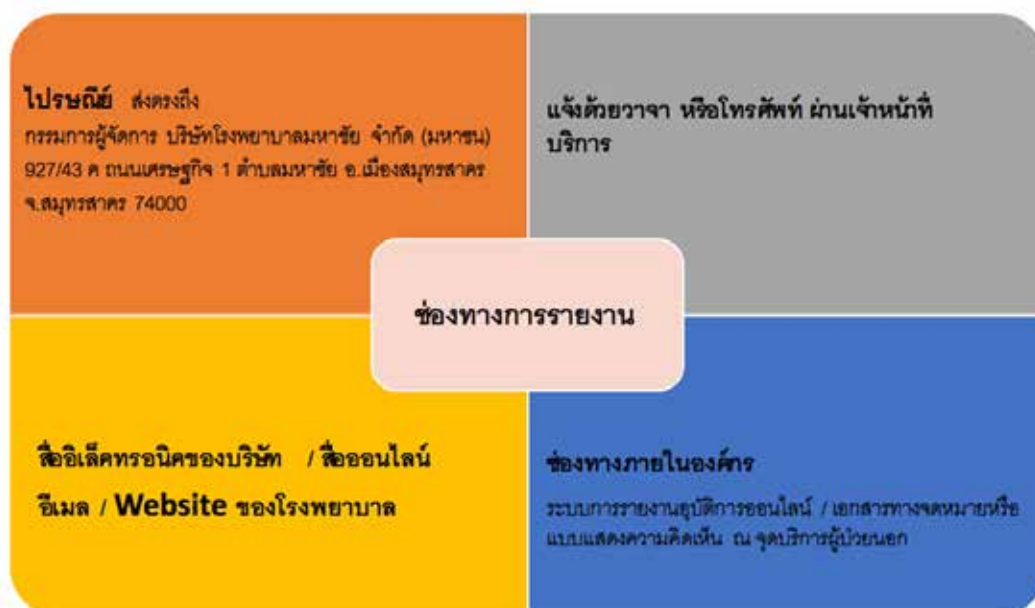 ไปรษณีย์ ส่งตรงถึง
กรรมการผู้จัดการ บริษัทโรงพยาบาลมหาชัย จำกัด (มหาชน)
927/43 ค ถนนเศรษฐกิจ 1 ตำบลมหาชัย อ.เมืองสมุทรสาคร
จ.สมุทรสาคร 74000
แจ้งด้วยวาจา หรือโทรศัพท์ ผ่านเจ้าหน้าที่
บริการ
ช่องทางการรายงาน
สื่ออิเล็คทรอนิคของบริษัท / สื่อออนไลน์
อีเมล / Website ของโรงพยาบาล
ช่องทางภายในองค์กร
ระบบการรายงานอุบัติการออนไลน์ / เอกสารทางจดหมายหรือ
แบบแสดงความคิดเห็น ณ จุดบริการผู้ป่วยนอก